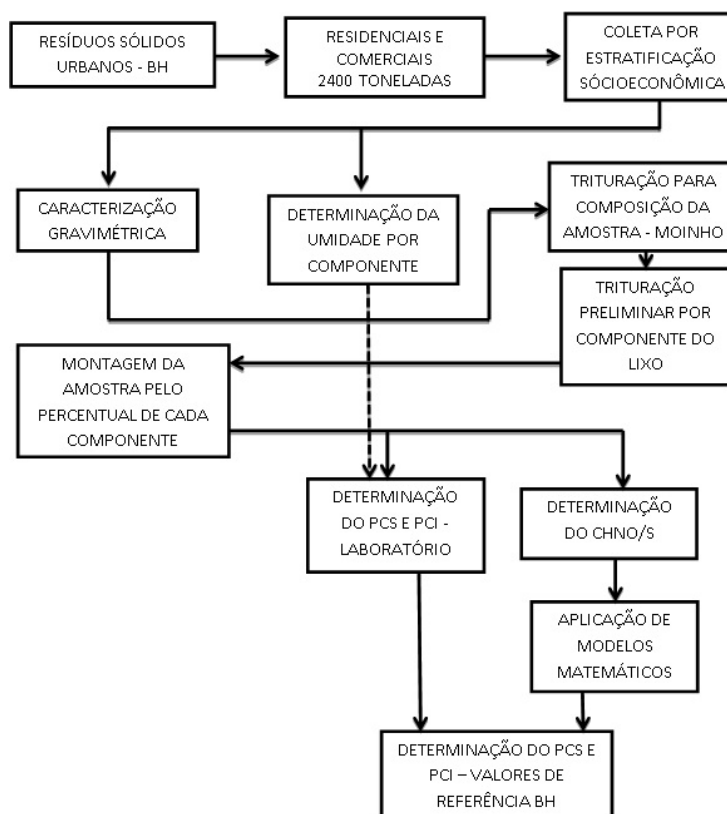 RESÍDUOS SÓLIDOS
URBANOS - BH
RESIDENCIAIS E
COMERCIAIS
2400 TONELADAS
COLETA POR
ESTRATIFICAÇÃO
SÓCIOECONÔMICA
CARACTERIZAÇÃO
GRAVIMÉTRICA
DETERMINAÇÃO DA
UMIDADE POR
COMPONENTE
TRITURAÇÃO PARA
COMPOSIÇÃO DA
AMOSTRA - MOINHO
TRITURAÇÃO
PRELIMINAR POR
COMPONENTE DO
LIXO
MONTAGEM DA
AMOSTRA PELO
PERCENTUAL DE CADA
COMPONENTE
DETERMINAÇÃO
DO PCS E PCI -
LABORATÓRIO
DETERMINAÇÃO
DO CHNO/S
APLICAÇÃO DE
MODELOS
MATEMÁTICOS
DETERMINAÇÃO DO PCS E
PCI – VALORES DE
REFERÊNCIA BH